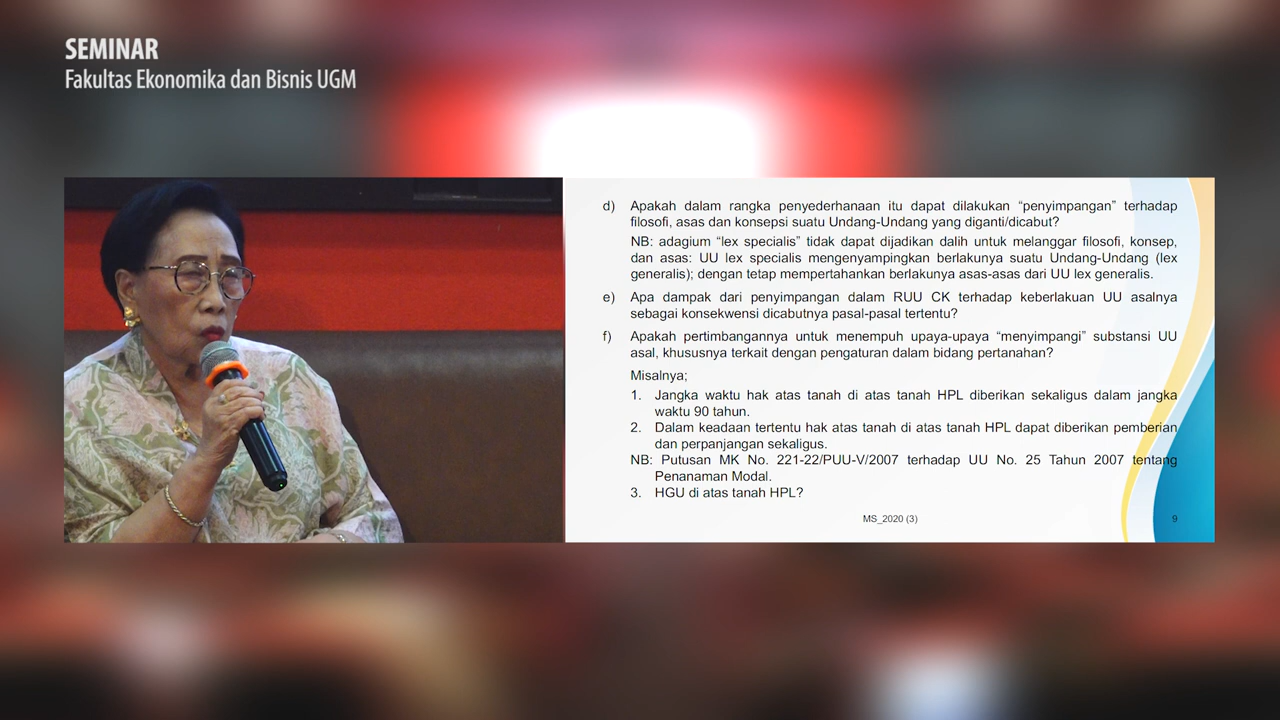 SEMINAR
Fakultas Ekonomika dan Bisnis UGM
d) Apakah dalam rangka penyederhanaan itu dapat dilakukan “penyimpangan” terhadap
filosofi, asas dan konsepsi suatu Undang-Undang yang diganti/dicabut?
NB: adagium “lex specialis” tidak dapat dijadikan dalih untuk melanggar filosofi, konsep,
dan asas: UU lex specialis mengenyampingkan berlakunya suatu Undang-Undang (lex
generalis); dengan tetap mempertahankan berlakunya asas-asas dari UU lex generalis.
e) Apa dampak dari penyimpangan dalam RUU CK terhadap keberlakuan UU asalnya
sebagai konsekwensi dicabutnya pasal-pasal tertentu?
f) Apakah pertimbangannya untuk menempuh upaya-upaya “menyimpangi” substansi UU
asal, khususnya terkait dengan pengaturan dalam bidang pertanahan?
Misalnya;
1. Jangka waktu hak atas tanah di atas tanah HPL diberikan sekaligus dalam jangka
waktu 90 tahun.
2. Dalam keadaan tertentu hak atas tanah di atas tanah HPL dapat diberikan pemberian
dan perpanjangan sekaligus.
NB: Putusan MK No. 221-22/PUU-V/2007 terhadap UU No. 25 Tahun 2007 tentang
Penanaman Modal.
3. HGU di atas tanah HPL?
MS_2020 (3)
9